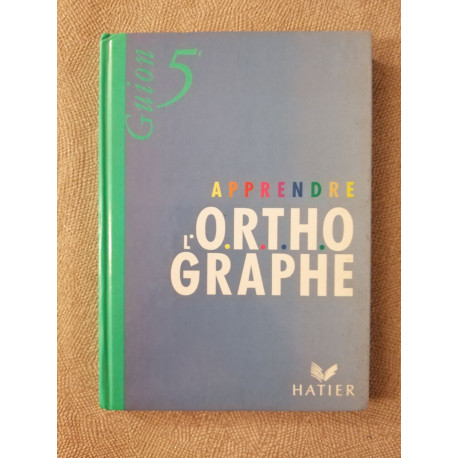 Guion
5e
APPRENDRE
L'O.R.T.H.O
GRAPHE
HATIER